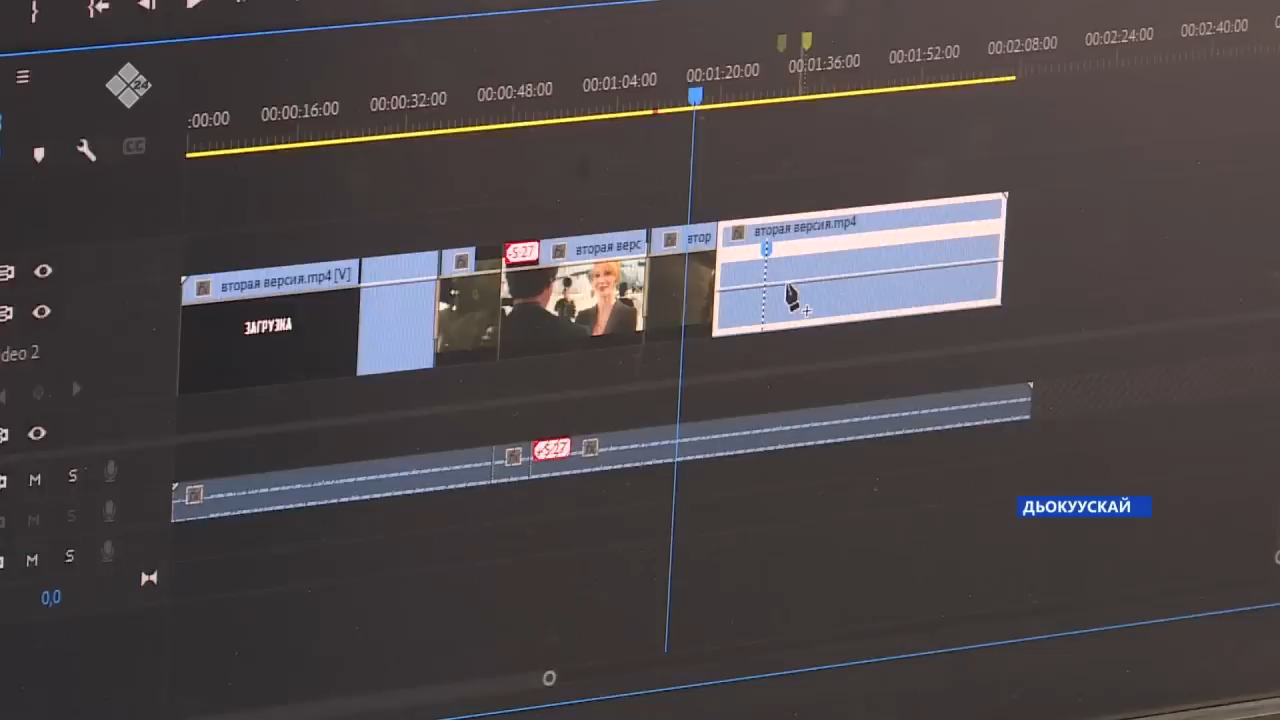 X24
:00:00 00:00:16:00 00:00:32:00 00:00:48:00 00:01:04:00 00:01:20:00 00:01:36:00 00:01:52:00 00:02:08:00 00:02:24:00 00:02:40:00
CC
вторая версия.mp4 [V] -5:27 вторая верс втор вторая версия.mp4
ЗАГРУЗКА
deo 2
M S
+5:27
M S
M S
0,0
ДЬОКУУСКАЙ